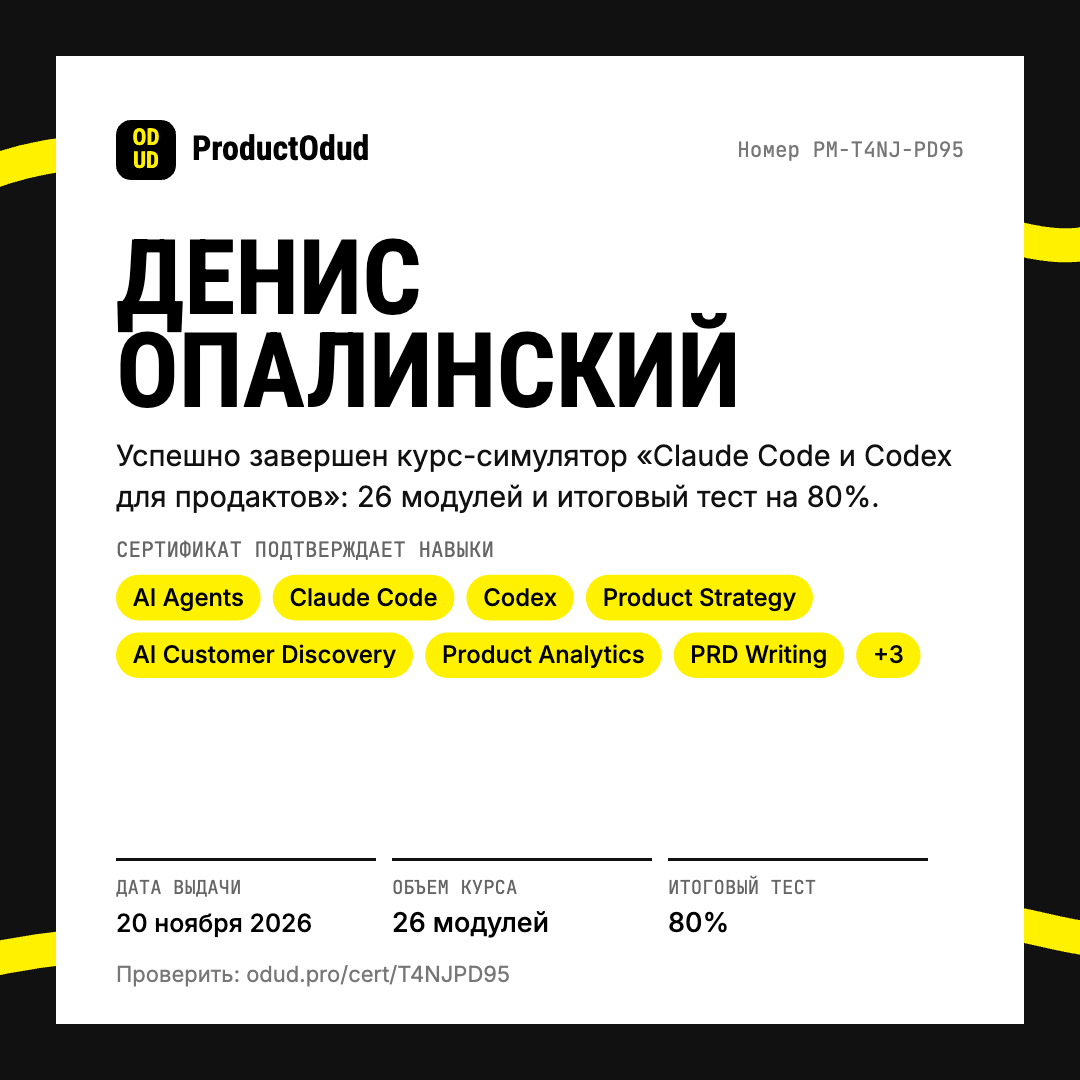 OD
UD
ProductOdud
Номер PM-T4NJ-PD95
ДЕНИС
ОПАЛИНСКИЙ
Успешно завершен курс-симулятор «Claude Code и Codex
для продактов»: 26 модулей и итоговый тест на 80%.
СЕРТИФИКАТ ПОДТВЕРЖДАЕТ НАВЫКИ
AI Agents Claude Code Codex Product Strategy
AI Customer Discovery Product Analytics PRD Writing +3
ДАТА ВЫДАЧИ ОБЪЕМ КУРСА ИТОГОВЫЙ ТЕСТ
20 ноября 2026 26 модулей 80%
Проверить: odud.pro/cert/T4NJPD95